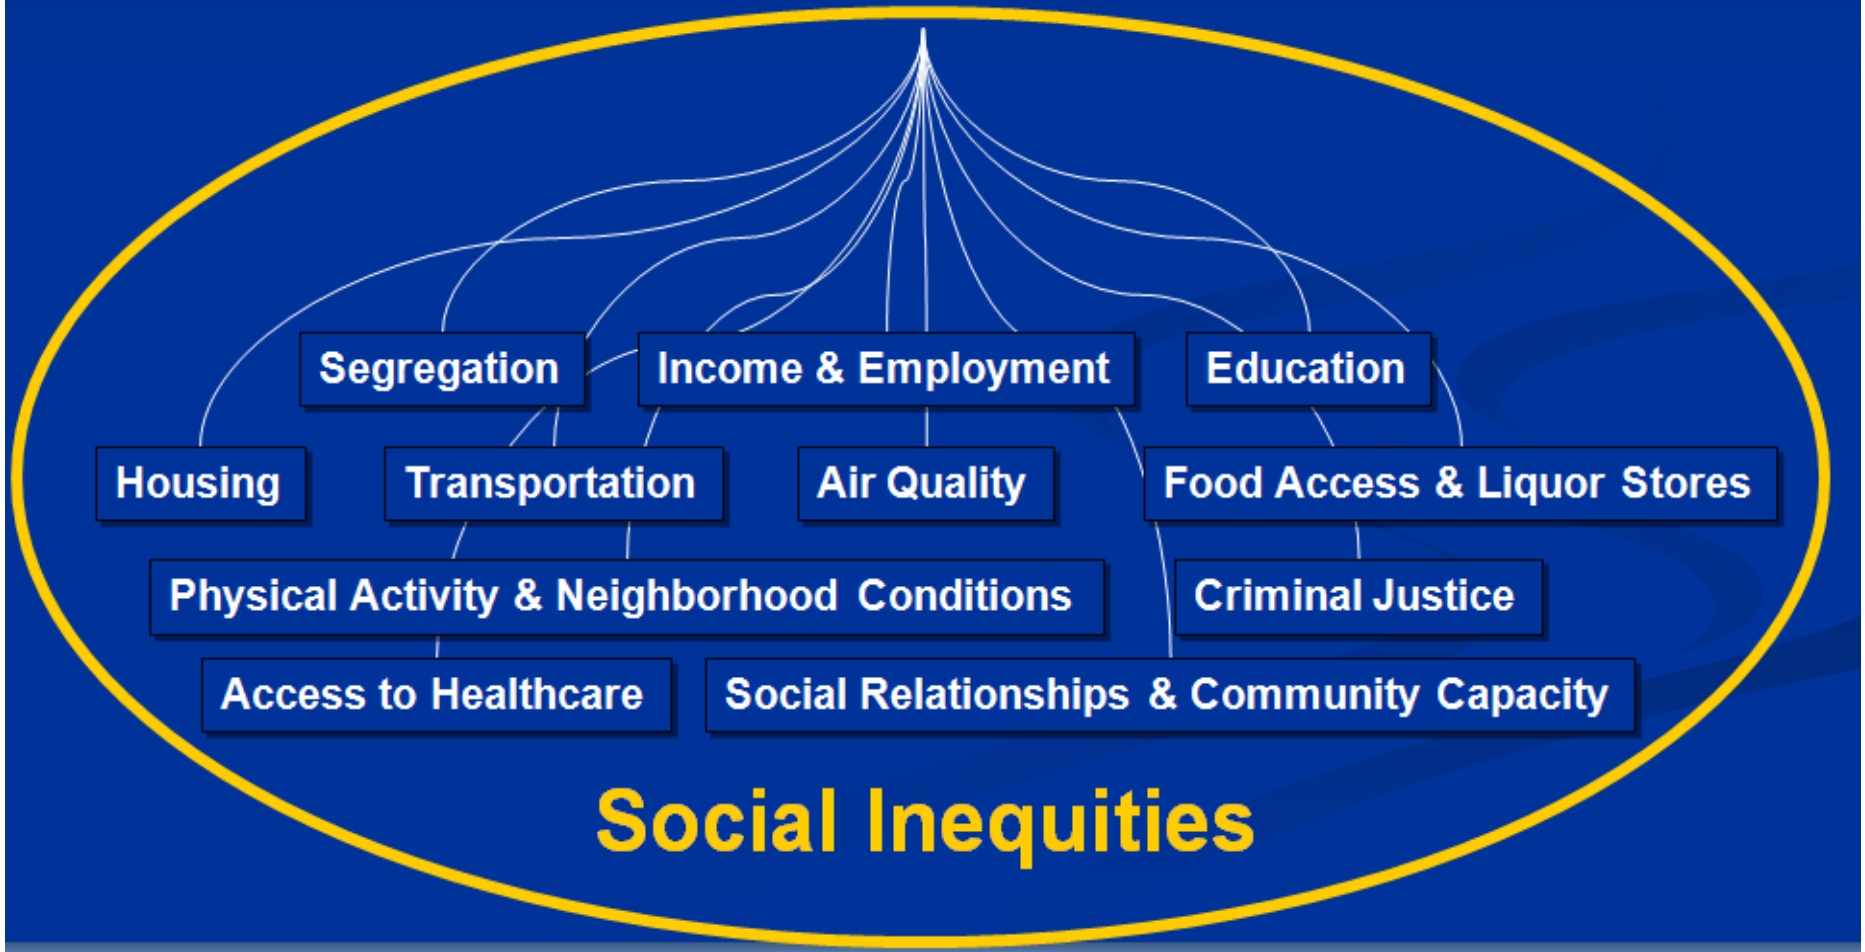 Segregation
Income & Employment
Education
Housing
Transportation
Air Quality
Food Access & Liquor Stores
Physical Activity & Neighborhood Conditions
Criminal Justice
Access to Healthcare
Social Relationships & Community Capacity
Social Inequities